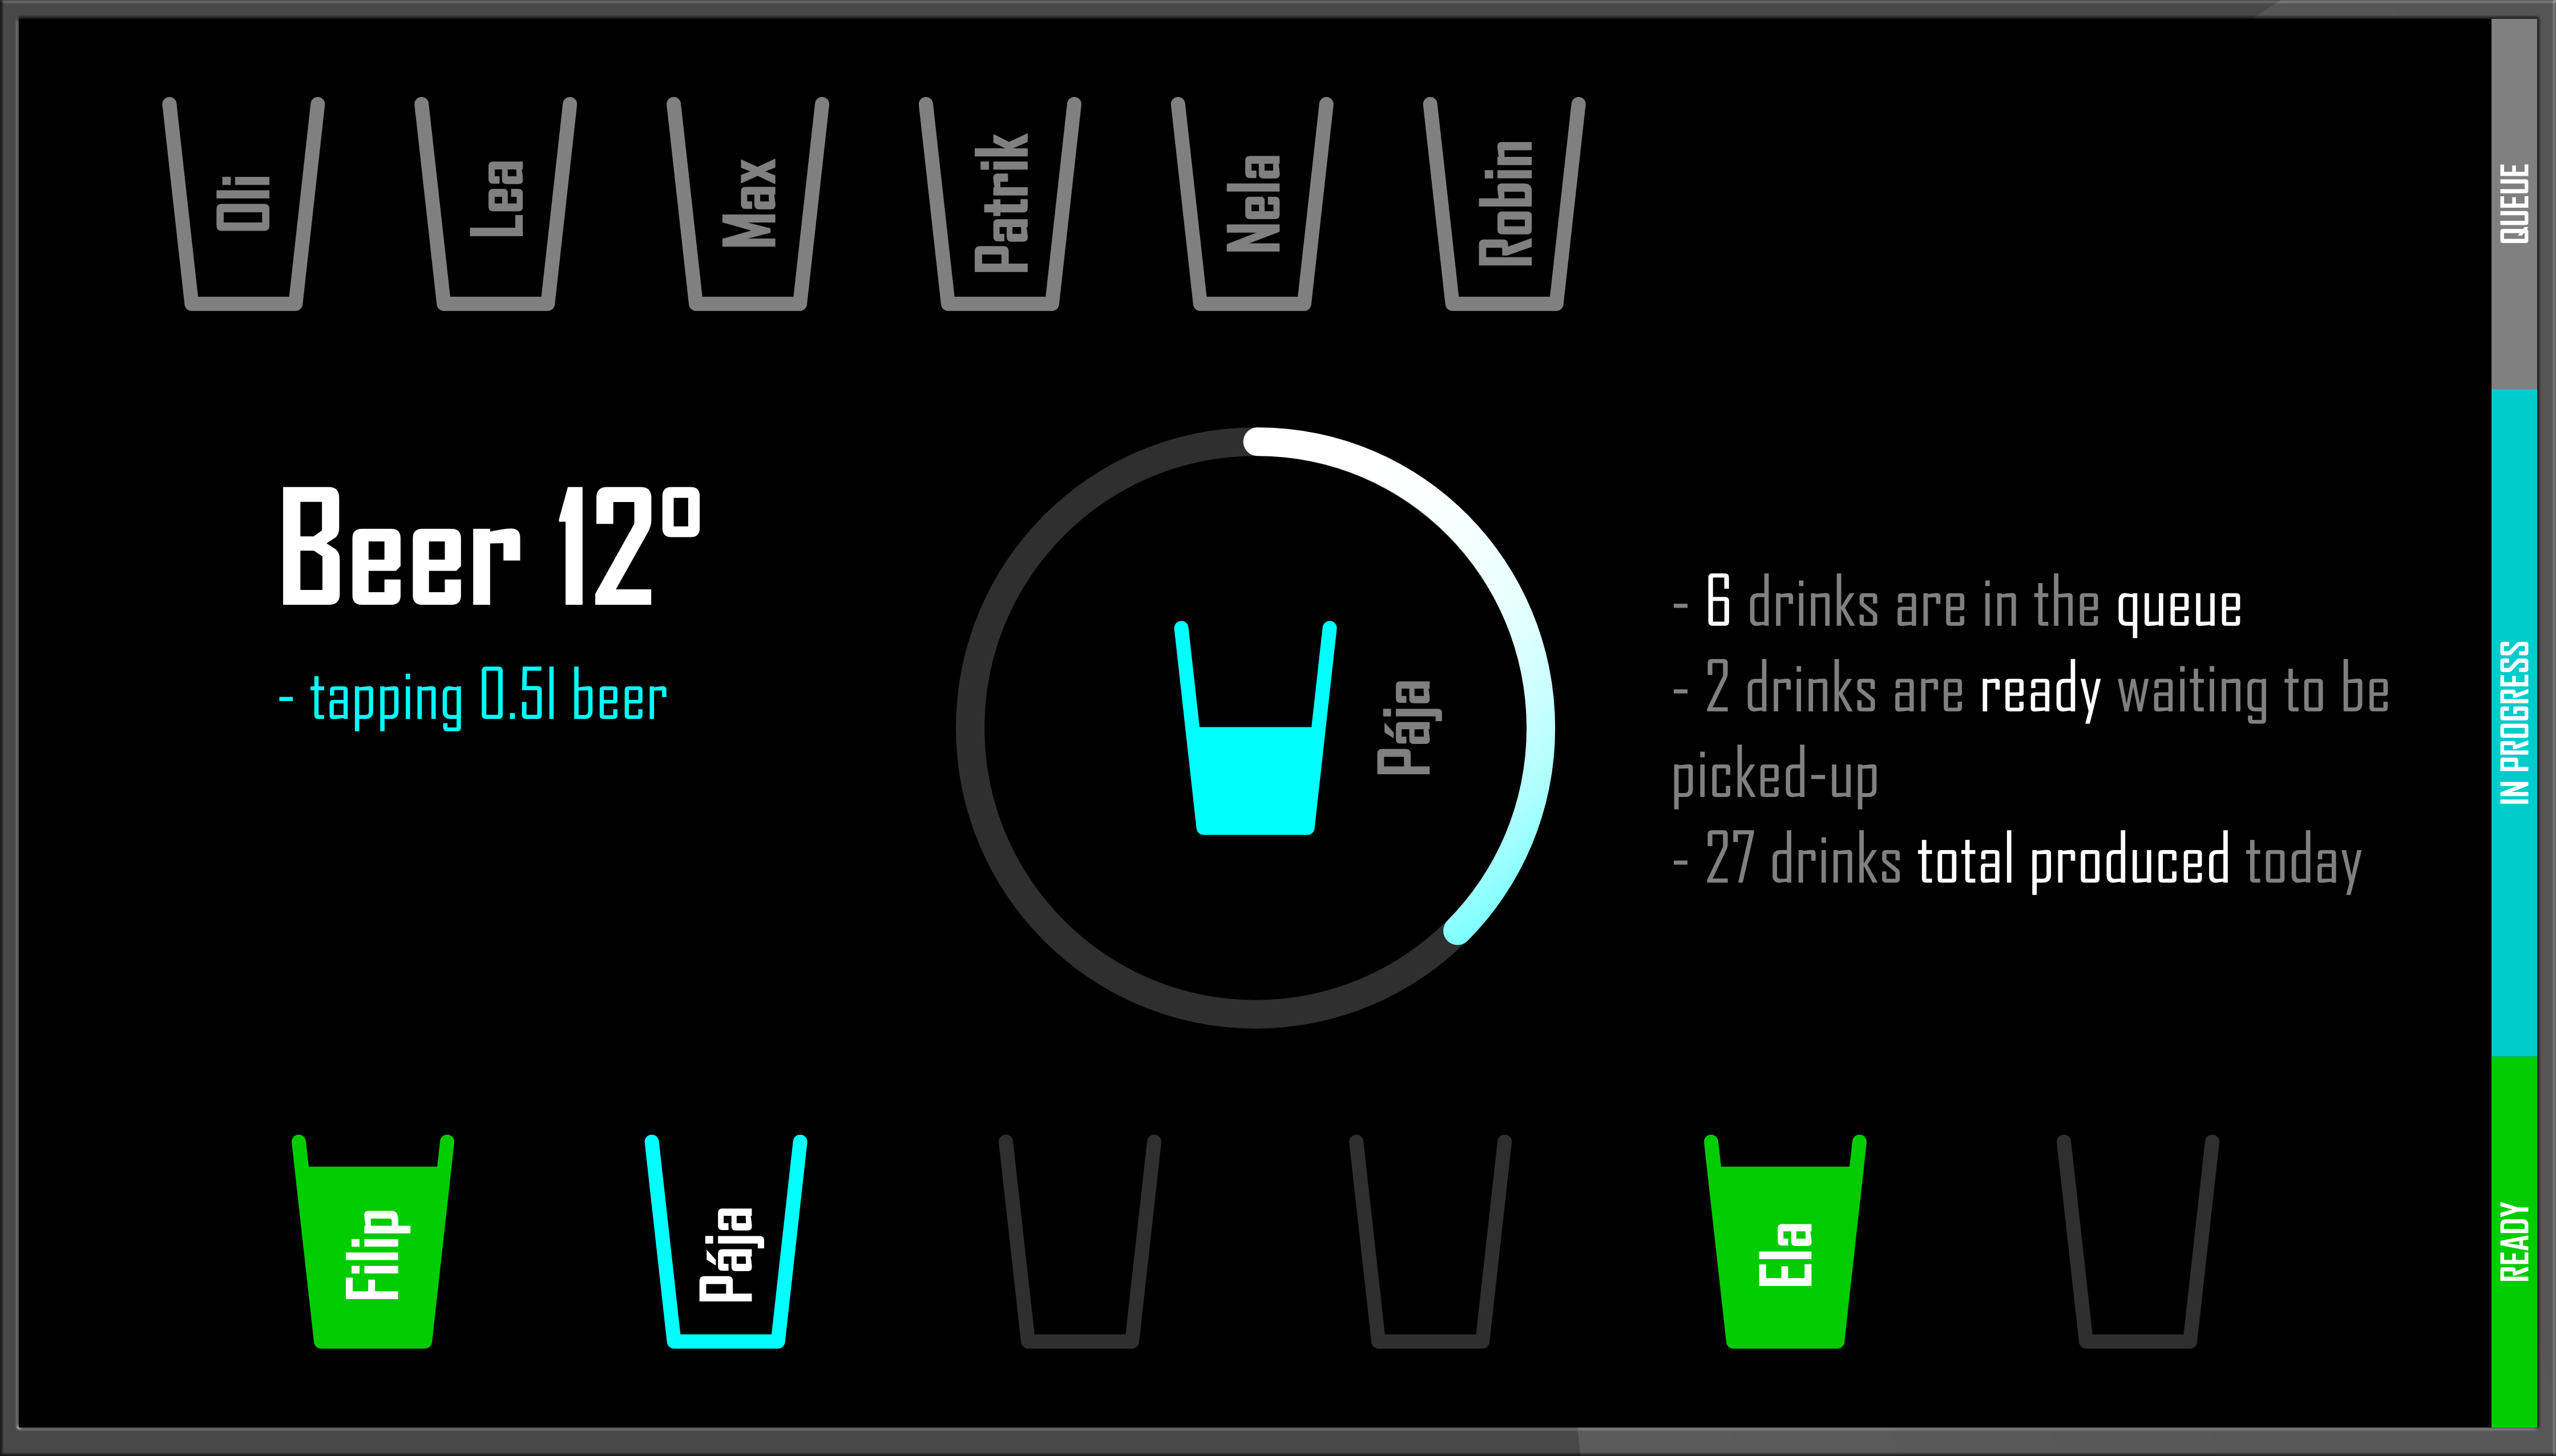 Oli
Lea
Max
Patrik
Nela
Robin
QUEUE
Beer 12°
- tapping 0.5l beer
Pája
- 6 drinks are in the queue
- 2 drinks are ready waiting to be
picked-up
- 27 drinks total produced today
IN PROGRESS
Filip
Pája
Ela
READY